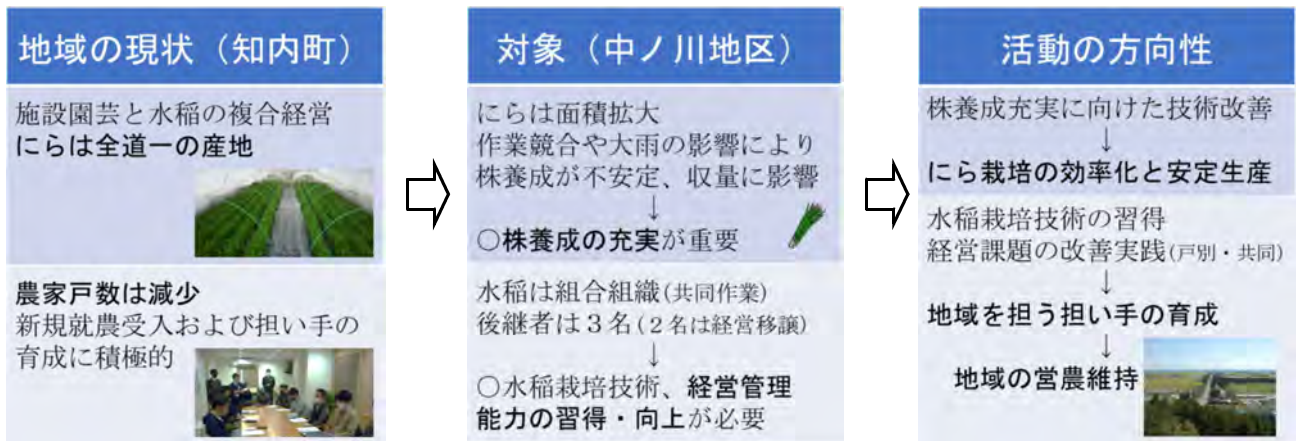 地域の現状（知内町）
施設園芸と水稲の複合経営
にらは全道一の産地
農家戸数は減少
新規就農受入および担い手の
育成に積極的
対象（中ノ川地区）
にらは面積拡大
作業競合や大雨の影響により
株養成が不安定、収量に影響
↓
○株養成の充実が重要
水稲は組合組織(共同作業)
後継者は３名(２名は経営移譲)
↓
○水稲栽培技術、経営管理
能力の習得・向上が必要
活動の方向性
株養成充実に向けた技術改善
↓
にら栽培の効率化と安定生産
水稲栽培技術の習得
経営課題の改善実践(戸別・共同)
↓
地域を担う担い手の育成
↓
地域の営農維持